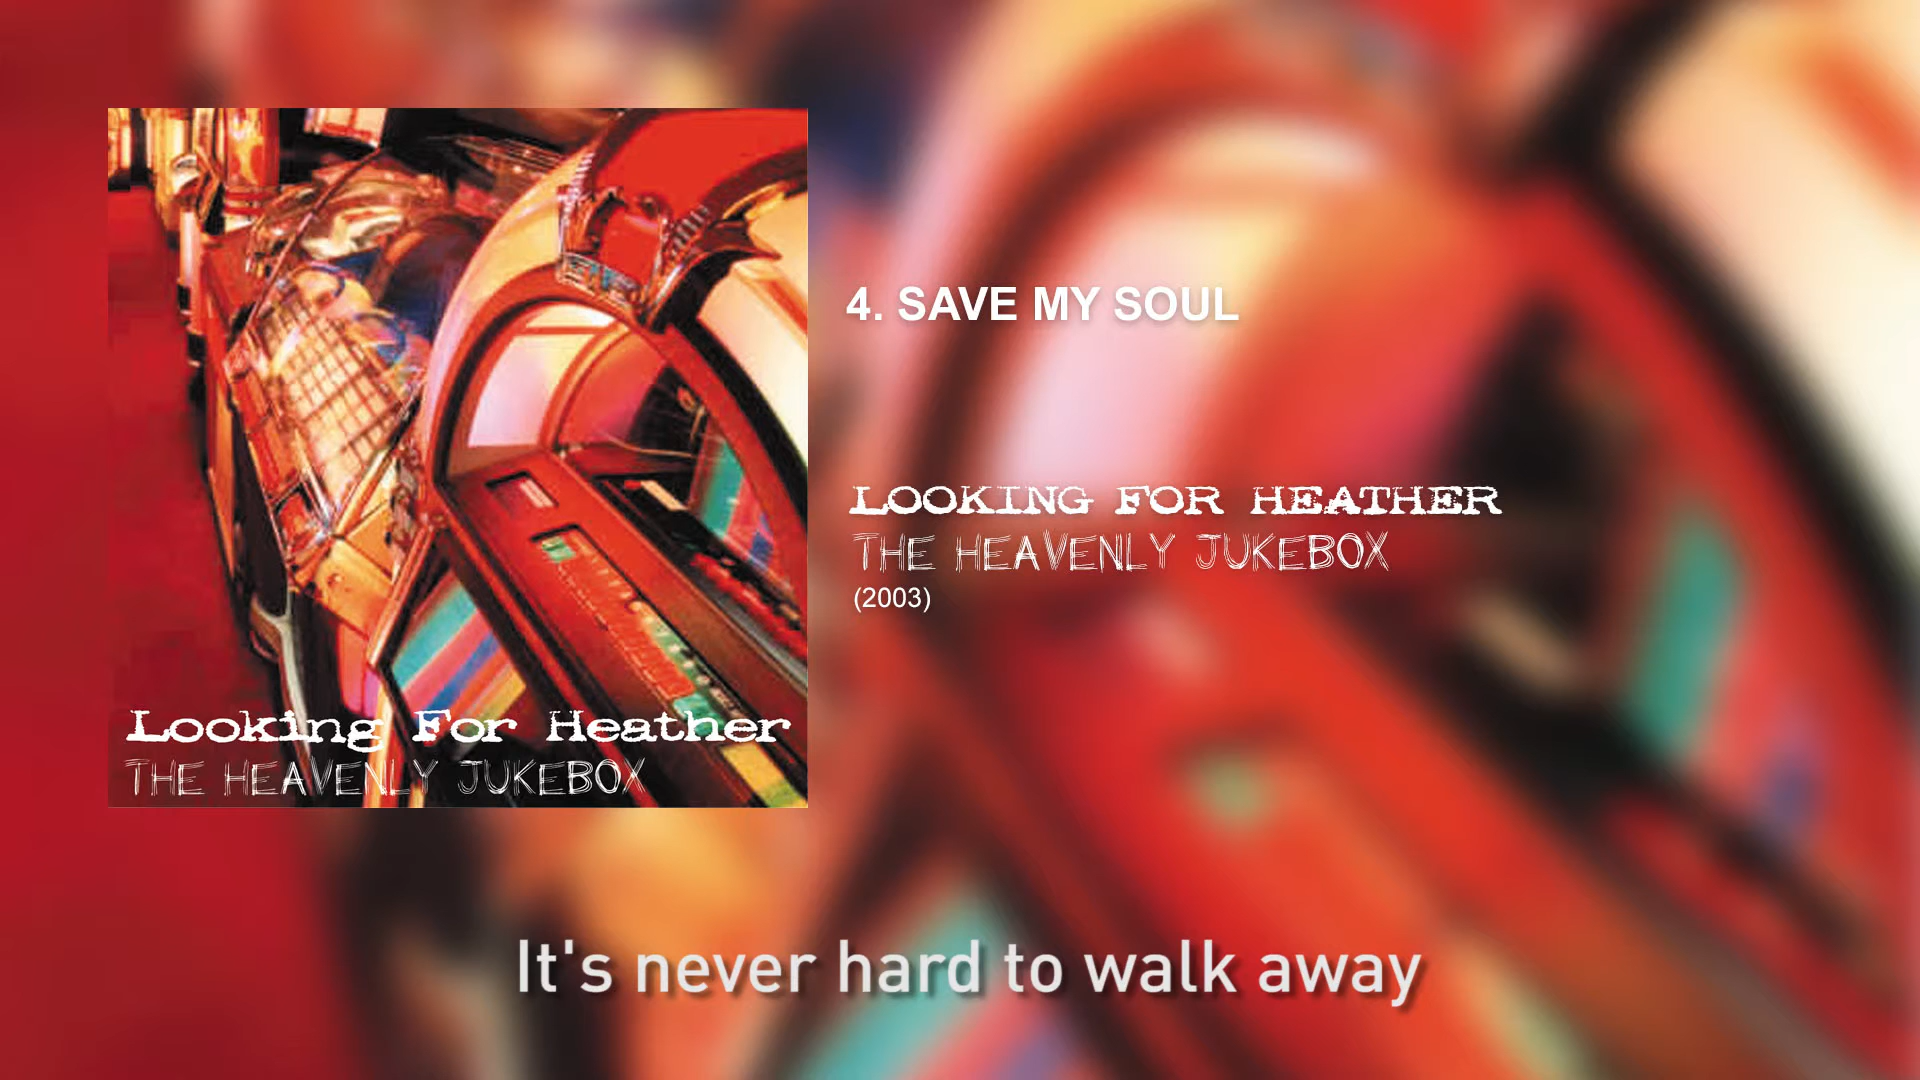 4. SAVE MY SOUL
LOOKING FOR HEATHER
THE HEAVENLY JUKEBOX
(2003)
Looking For Heather
THE HEAVENLY JUKEBOX
It's never hard to walk away